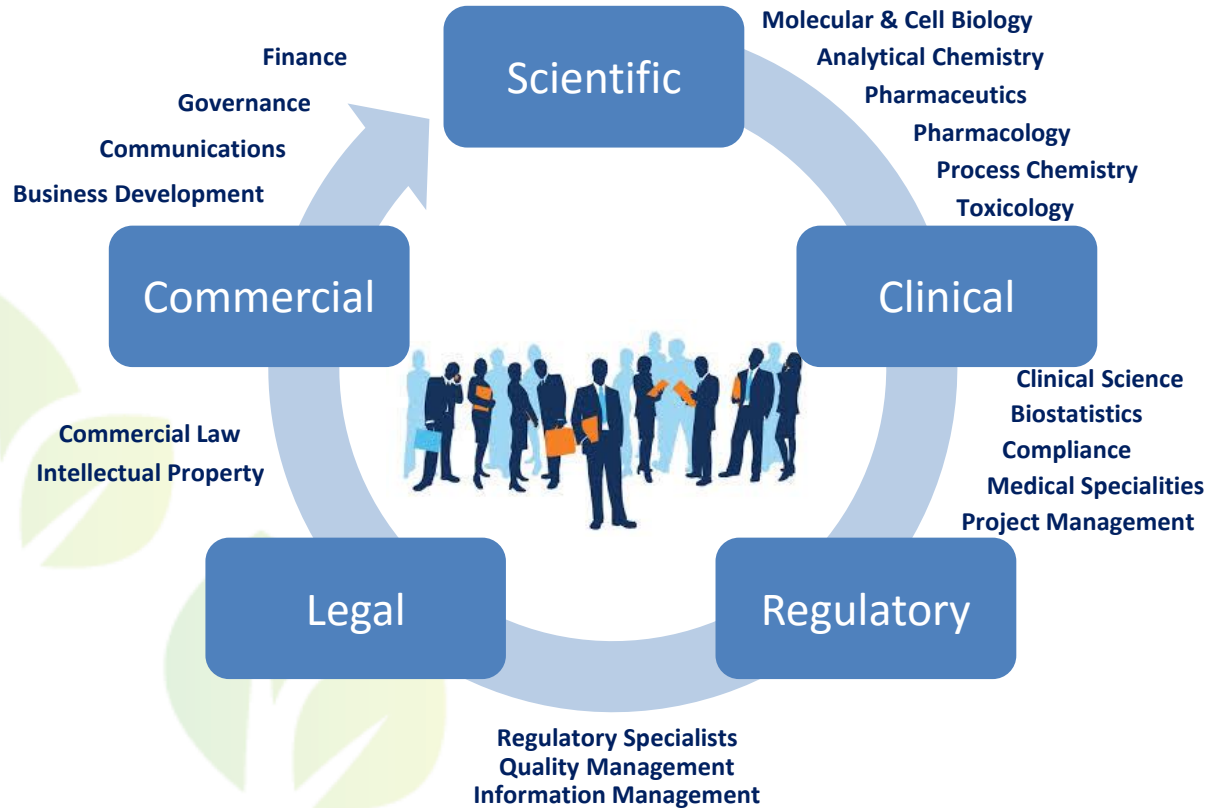 Scientific
Molecular & Cell Biology
Analytical Chemistry
Pharmaceutics
Pharmacology
Process Chemistry
Toxicology
Clinical
Clinical Science
Biostatistics
Compliance
Medical Specialities
Project Management
Regulatory
Regulatory Specialists
Quality Management
Information Management
Legal
Commercial Law
Intellectual Property
Commercial
Finance
Governance
Communications
Business Development